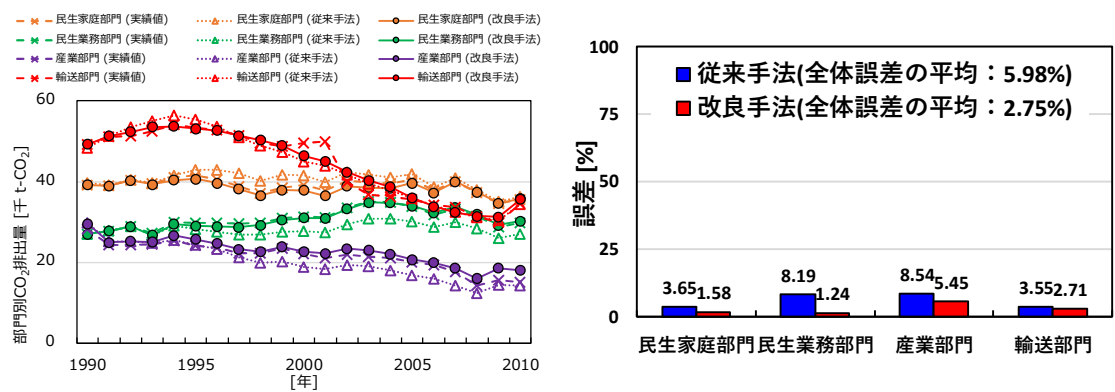 民生家庭部門 (実績値) 民生家庭部門 (従来手法) 民生家庭部門 (改良手法)
民生業務部門 (実績値) 民生業務部門 (従来手法) 民生業務部門 (改良手法)
産業部門 (実績値) 産業部門 (従来手法) 産業部門 (改良手法)
輸送部門 (実績値) 輸送部門 (従来手法) 輸送部門 (改良手法)
部門別CO₂排出量 [千 t-CO₂]
60
40
20
0
1990 1995 2000 2005 2010
[年]
誤差 [%]
100
75
50
25
0
従来手法(全体誤差の平均：5.98%)
改良手法(全体誤差の平均：2.75%)
3.65 1.58 8.19 1.24 8.54 5.45 3.55 2.71
民生家庭部門 民生業務部門 産業部門 輸送部門